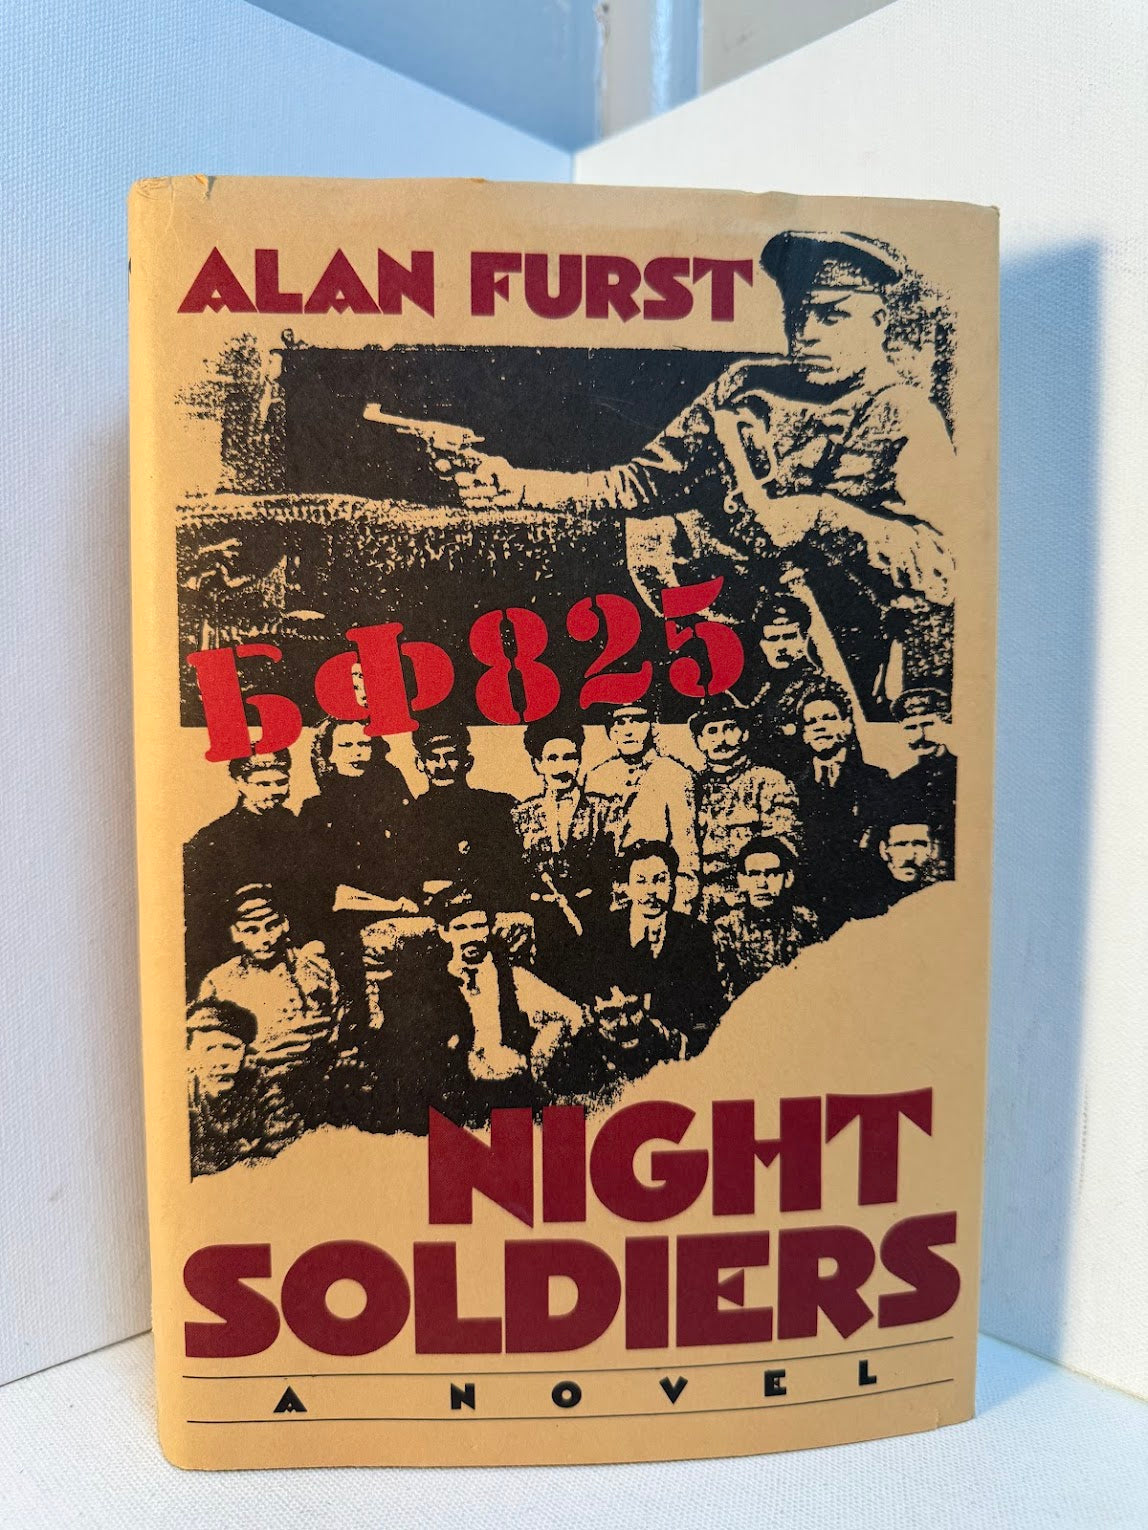 ALAN FURST
БФ825
NIGHT
SOLDIERS
A NOVEL